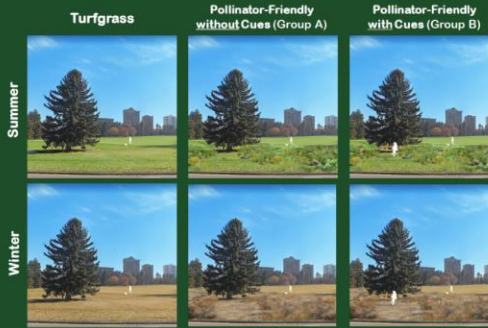 Turfgrass
Pollinator-Friendly
without Cues (Group A)
Pollinator-Friendly
with Cues (Group B)
Summer
Winter